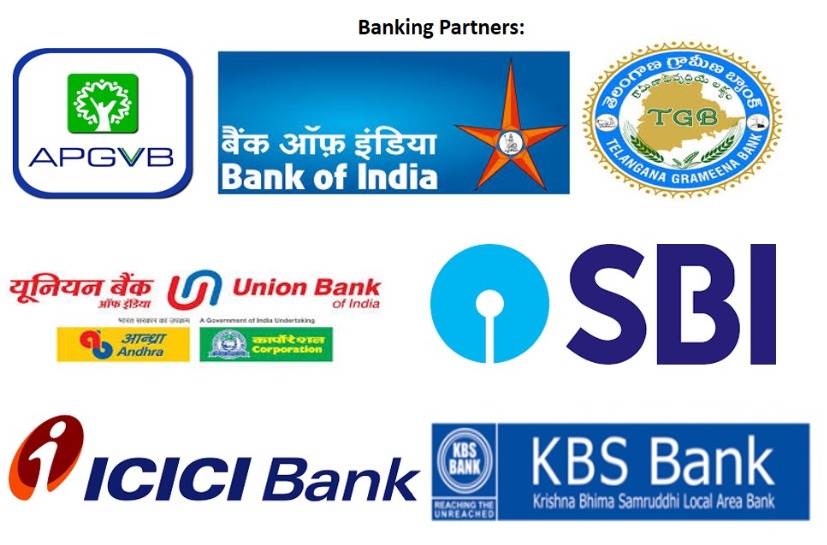 Banking Partners:
APGVB
बैंक ऑफ़ इंडिया
Bank of India
తెలంగాణ గ్రామీణ బ్యాంక్
TGB
TELANGANA GRAMEENA BANK
यूनियन बैंक
ऑफ इंडिया
Union Bank
of India
भारत सरकार का उपक्रम A Government of India Undertaking
आन्ध्रा
Andhra
कार्पोरेशन
Corporation
SBI
i ICICI Bank
KBS
BANK
REACHING THE
UNREACHED
KBS Bank
Krishna Bhima Samruddhi Local Area Bank